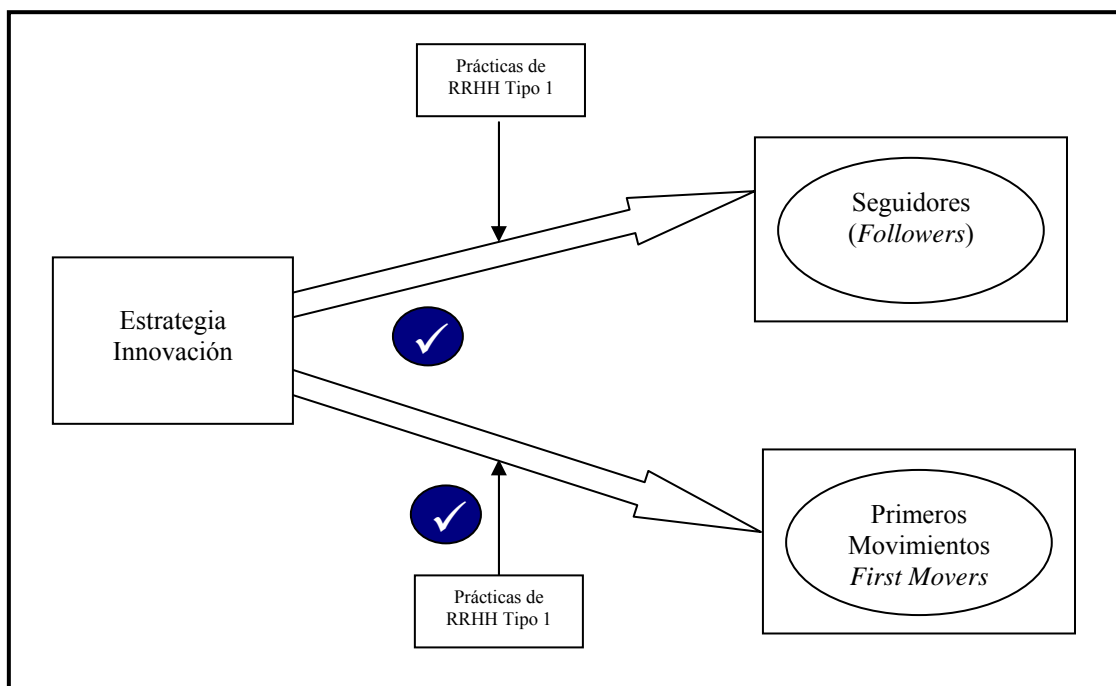 Prácticas de
RRHH Tipo 1
Seguidores
(Followers)
Estrategia
Innovación
Primeros
Movimientos
First Movers
Prácticas de
RRHH Tipo 1